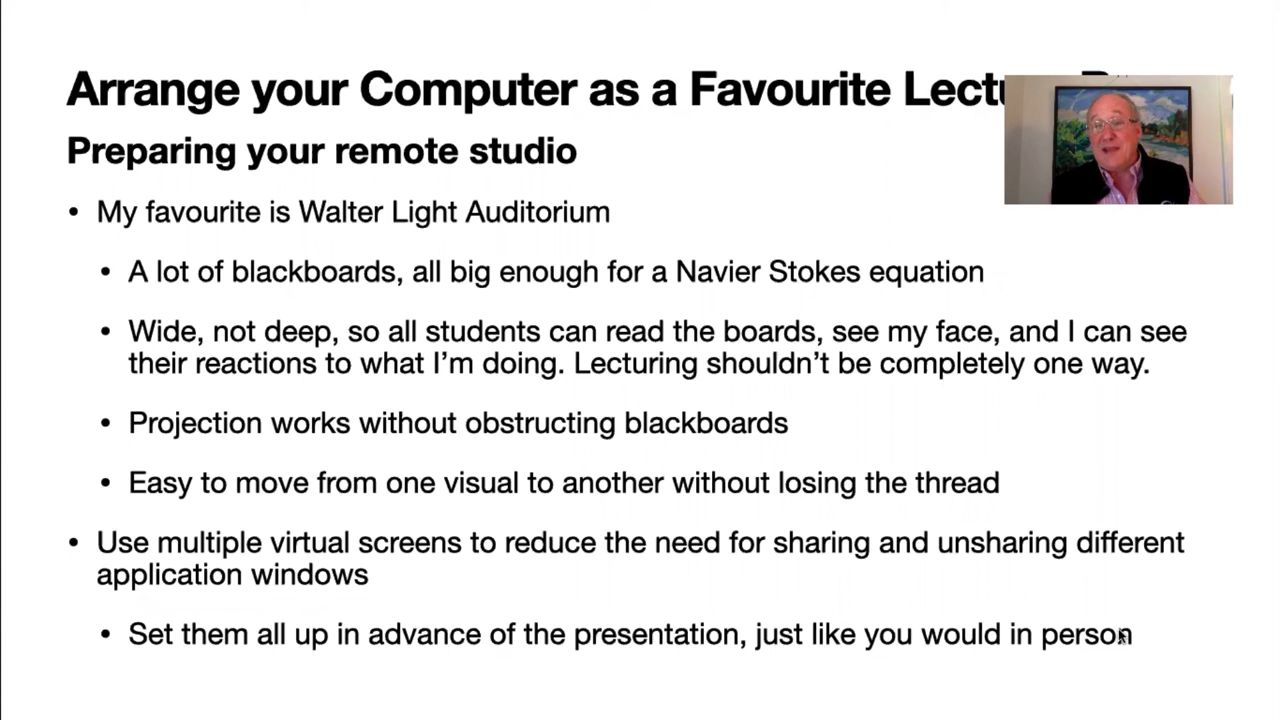 Arrange your Computer as a Favourite
Preparing your remote studio
• My favourite is Walter Light Auditorium
• A lot of blackboards, all big enough for a Navier Stokes equation
• Wide, not deep, so all students can read the boards, see my face, and I can see
their reactions to what I'm doing. Lecturing shouldn't be completely one way.
• Projection works without obstructing blackboards
• Easy to move from one visual to another without losing the thread
• Use multiple virtual screens to reduce the need for sharing and unsharing different
application windows
• Set them all up in advance of the presentation, just like you would in person